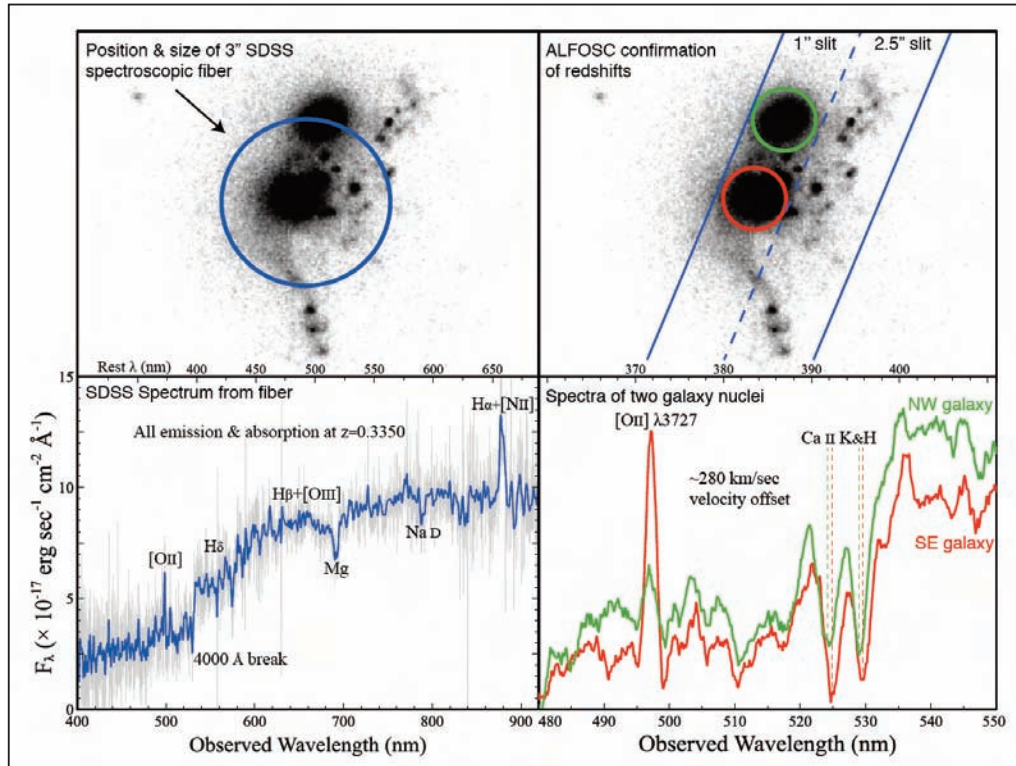 Position & size of 3” SDSS
spectroscopic fiber
ALFOSC confirmation
of redshifts
1” slit
2.5” slit
Rest λ (nm) 400 450 500 550 600 650
370 380 390 400
15
10
5
0
F_λ (× 10⁻¹⁷ erg sec⁻¹ cm⁻² Å⁻¹)
SDSS Spectrum from fiber
All emission & absorption at z=0.3350
Hα+[NII]
Hβ+[OIII]
[OII]
Hδ
Na D
Mg
4000 Å break
400 500 600 700 800 900
Observed Wavelength (nm)
Spectra of two galaxy nuclei
NW galaxy
[OII] λ3727
Ca II K&H
~280 km/sec
velocity offset
SE galaxy
480 490 500 510 520 530 540 550
Observed Wavelength (nm)